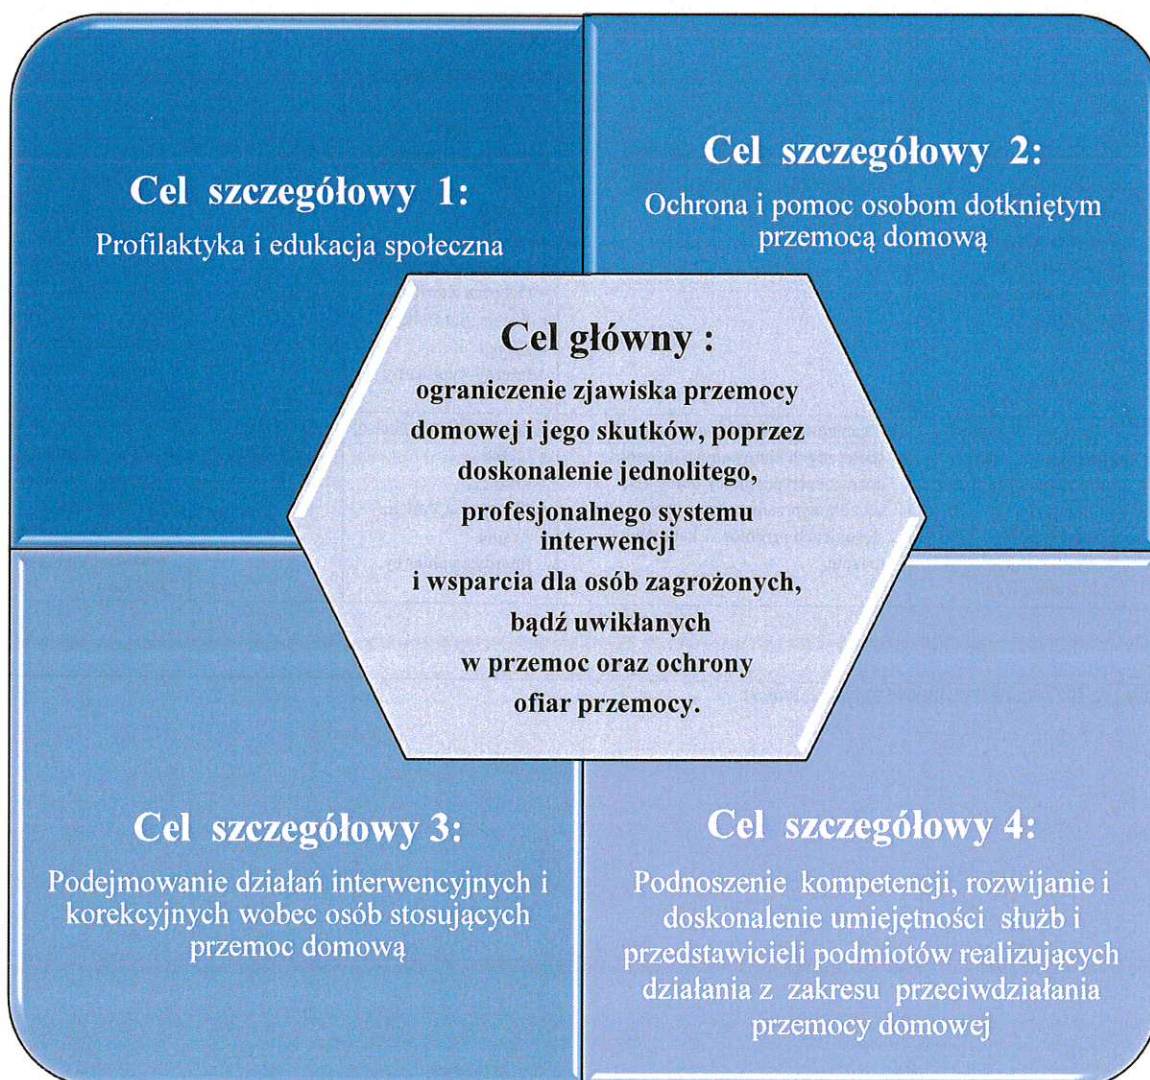 Cel szczegółowy 1:
Profilaktyka i edukacja społeczna
Cel szczegółowy 2:
Ochrona i pomoc osobom dotkniętym
przemocą domową
Cel główny :
ograniczenie zjawiska przemocy
domowej i jego skutków, poprzez
doskonalenie jednolitego,
profesjonalnego systemu
interwencji
i wsparcia dla osób zagrożonych,
bądź uwikłanych
w przemoc oraz ochrony
ofiar przemocy.
Cel szczegółowy 3:
Podejmowanie działań interwencyjnych i
korekcyjnych wobec osób stosujących
przemoc domową
Cel szczegółowy 4:
Podnoszenie kompetencji, rozwijanie i
doskonalenie umiejętności służb i
przedstawicieli podmiotów realizujących
działania z zakresu przeciwdziałania
przemocy domowej